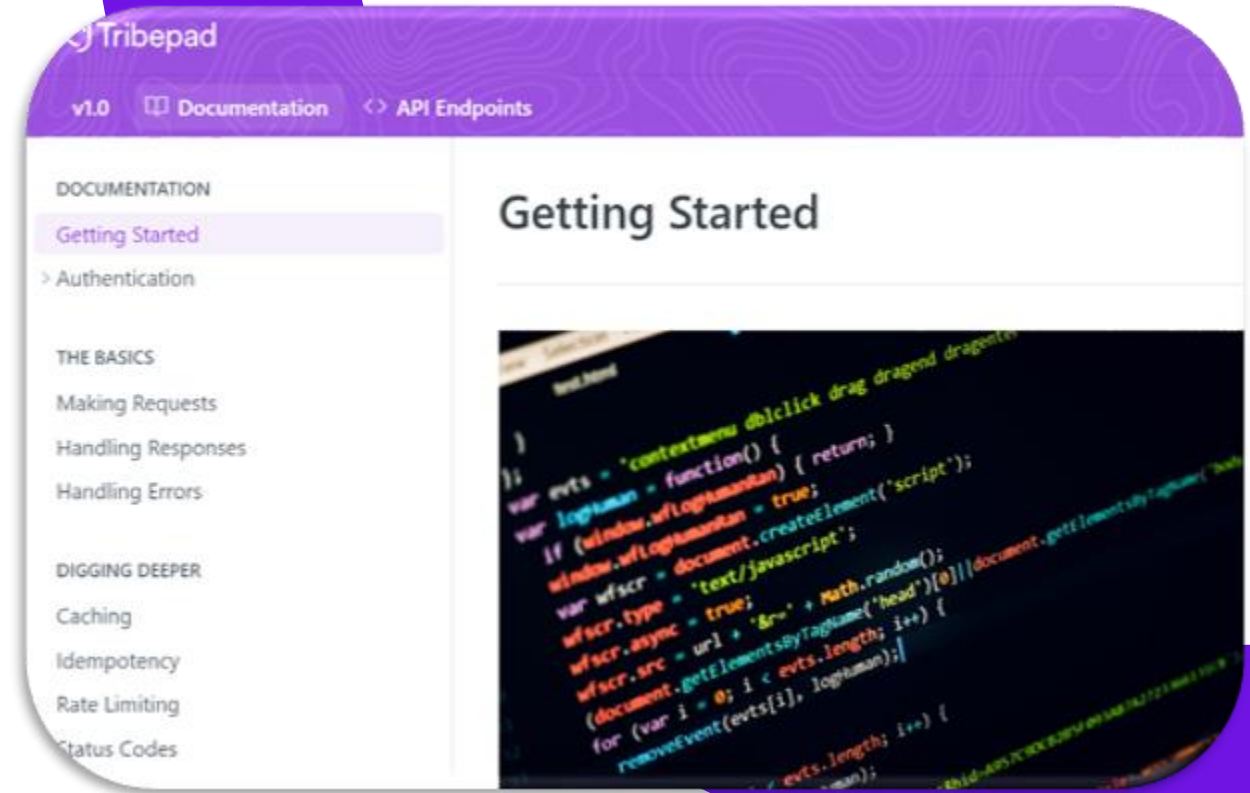 Tribepad
v1.0 Documentation <> API Endpoints
DOCUMENTATION
Getting Started
> Authentication
THE BASICS
Making Requests
Handling Responses
Handling Errors
DIGGING DEEPER
Caching
Idempotency
Rate Limiting
Status Codes
Getting Started
test.html
}
);
var evts = 'contextmenu dblclick drag dragend dragenter
var logHuman = function() {
if (window.wfLogHumanRan) { return; }
window.wfLogHumanRan = true;
var wfscr = document.createElement('script');
wfscr.type = 'text/javascript';
wfscr.async = true;
wfscr.src = url + '&r=' + Math.random();
(document.getElementsByTagName('head')[0]||document.getElementsByTagName('body
for (var i = 0; i < evts.length; i++) {
removeEvent(evts[i], logHuman);
< evts.length; i++) {